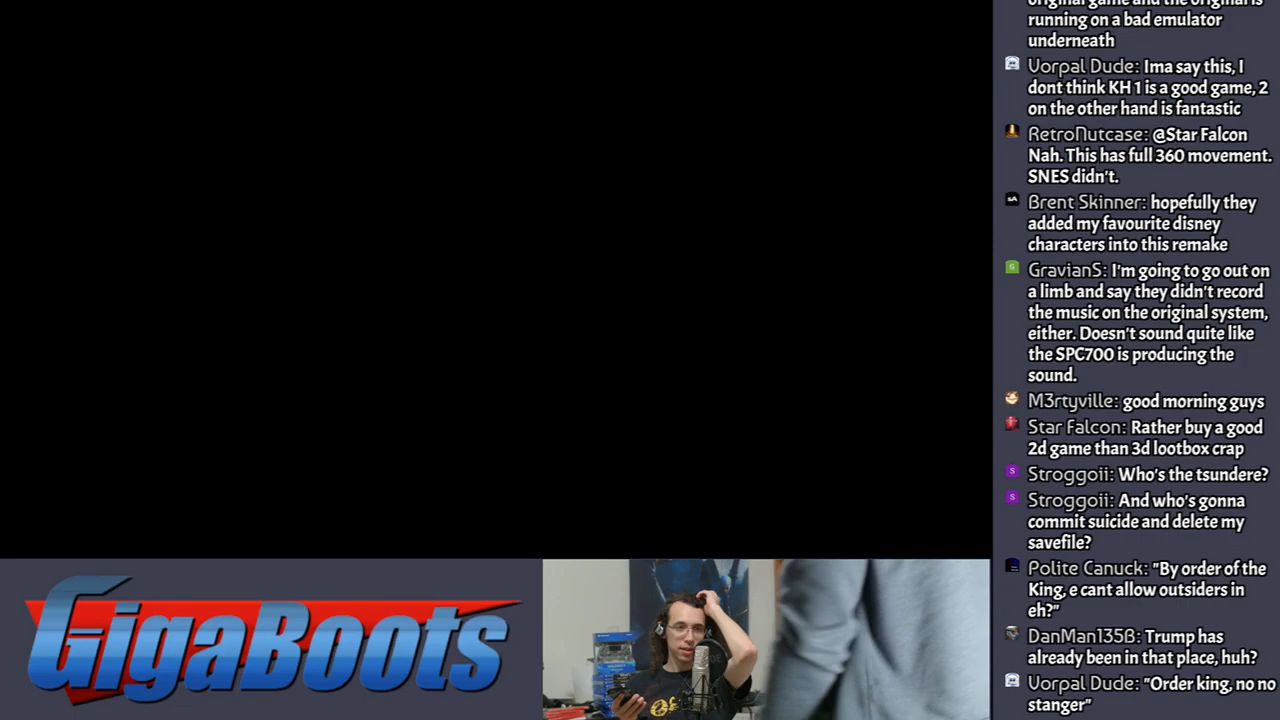 original game and the original is
running on a bad emulator
underneath
Vorpal Dude: Ima say this, I
dont think KH 1 is a good game, 2
on the other hand is fantastic
RetroNutcase: @Star Falcon
Nah. This has full 360 movement.
SNES didn't.
Brent Skinner: hopefully they
added my favourite disney
characters into this remake
GravianS: I'm going to go out on
a limb and say they didn't record
the music on the original system,
either. Doesn't sound quite like
the SPC700 is producing the
sound.
M3rtyville: good morning guys
Star Falcon: Rather buy a good
2d game than 3d lootbox crap
Stroggoii: Who's the tsundere?
Stroggoii: And who's gonna
commit suicide and delete my
savefile?
Polite Canuck: "By order of the
King, e cant allow outsiders in
eh?"
DanMan135B: Trump has
already been in that place, huh?
Vorpal Dude: "Order king, no no
stanger"
GigaBoots